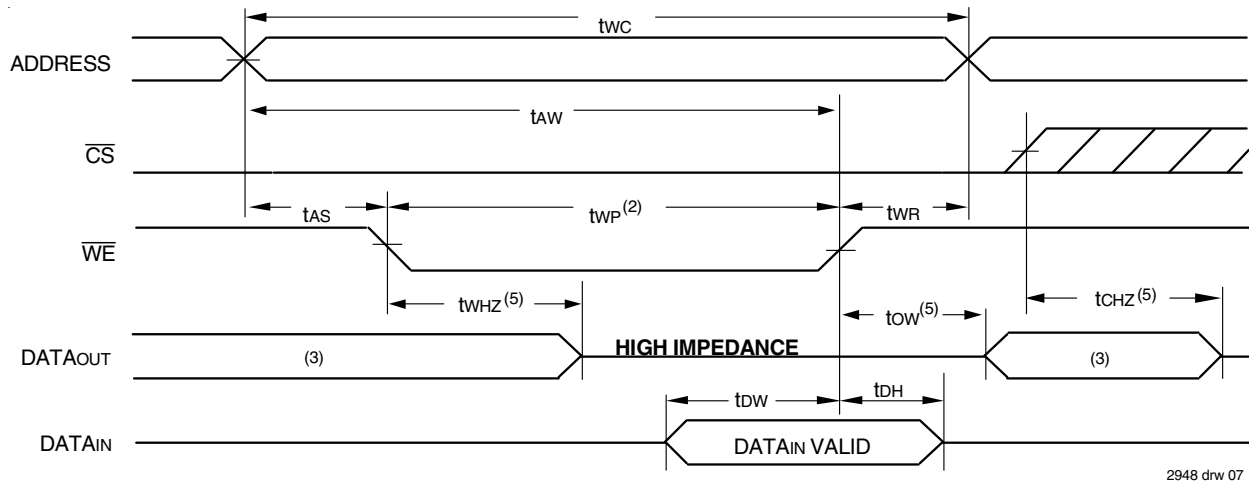 tWC
ADDRESS
tAW
CS
tAS
tWP(2)
tWR
WE
tWHZ(5)
tOW(5)
tCHZ(5)
DATAOUT
(3)
HIGH IMPEDANCE
(3)
tDW
tDH
DATAIN
DATAIN VALID
2948 drw 07